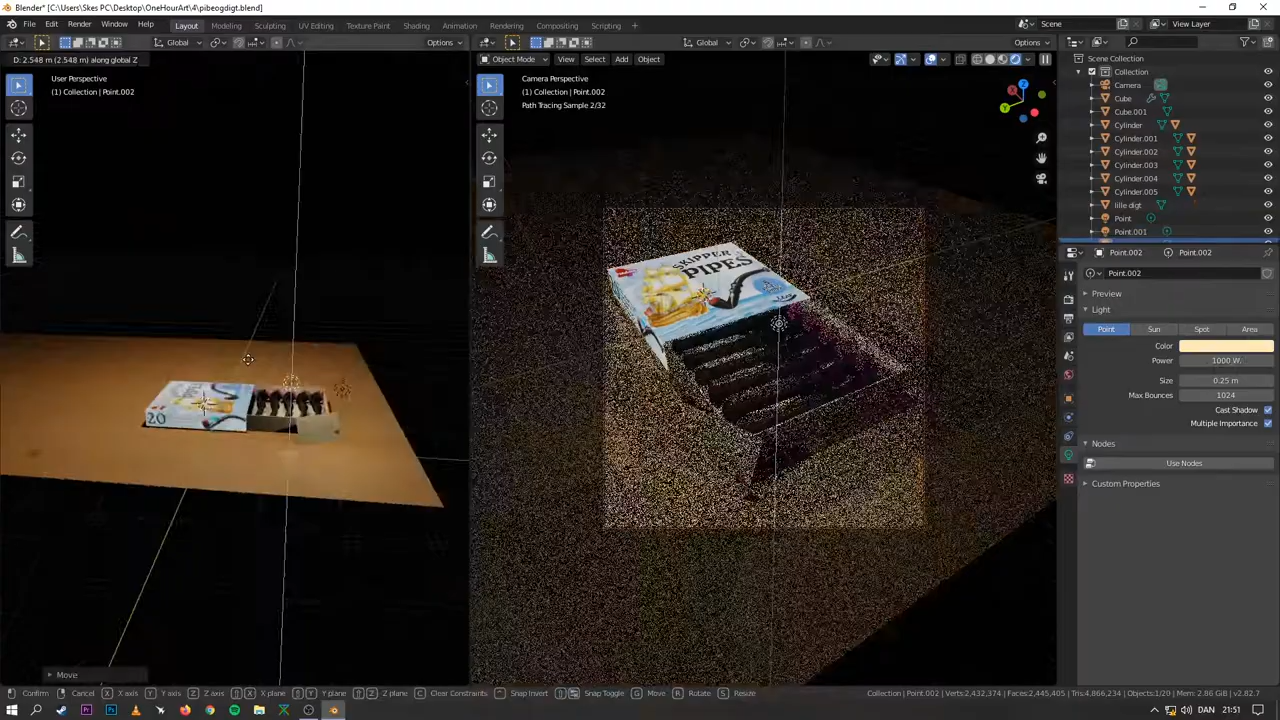 Blender* [C:\Users\Skes PC\Desktop\OneHourArt\4\pibeogdigt.blend]
File Edit Render Window Help Layout Modeling Sculpting UV Editing Texture Paint Shading Animation Rendering Compositing Scripting + Scene View Layer
Global Options Global Options
D: 2.548 m (2.548 m) along global Z
Object Mode View Select Add Object
User Perspective
(1) Collection | Point.002
Camera Perspective
(1) Collection | Point.002
Path Tracing Sample 2/32
Scene Collection
Collection
Camera
Cube
Cube.001
Cylinder
Cylinder.001
Cylinder.002
Cylinder.003
Cylinder.004
Cylinder.005
lille digt
Point
Point.001
Point.002 Point.002
Point.002
Preview
Light
Point Sun Spot Area
Color
Power 1000 W
Size 0.25 m
Max Bounces 1024
Cast Shadow
Multiple Importance
Nodes
Use Nodes
Custom Properties
SKIPPER
PIPES
20
Move
Confirm Cancel X X axis Y Y axis Z Z axis X X plane Y Y plane Z Z plane C Clear Constraints Snap Invert Snap Toggle G Move R Rotate S Resize
Collection | Point.002 | Verts:2,432,374 | Faces:2,445,405 | Tris:4,866,234 | Objects:1/20 | Mem: 2.86 GiB | v2.82.7
DAN 21:51